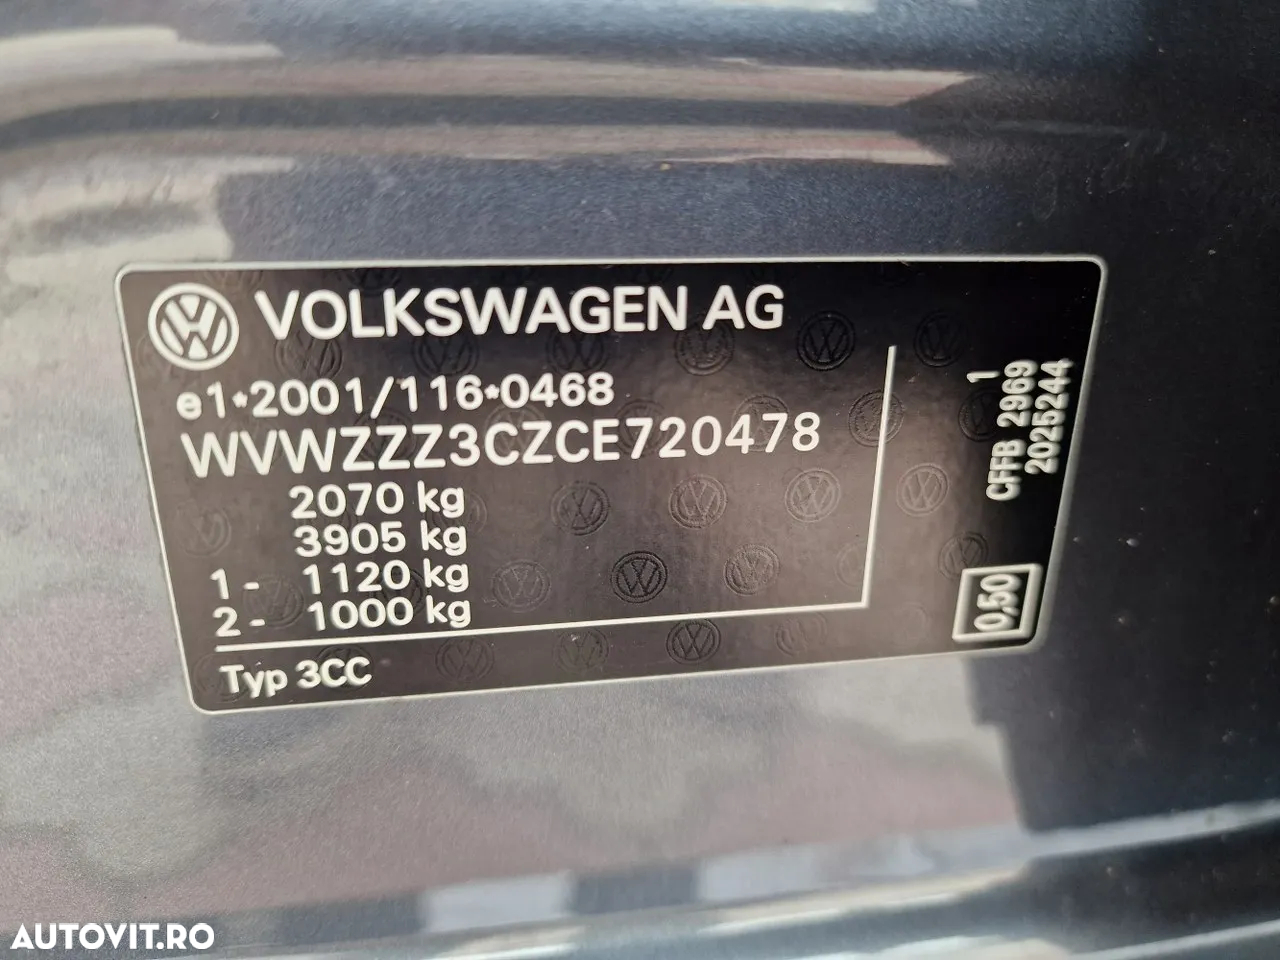 VOLKSWAGEN AG
e1*2001/116*0468
WVWZZZ3CZCE720478
2070 kg
3905 kg
1- 1120 kg
2- 1000 kg
Typ 3CC
1
CFFB 2969
2025244
0,50
AUTOVIT.RO